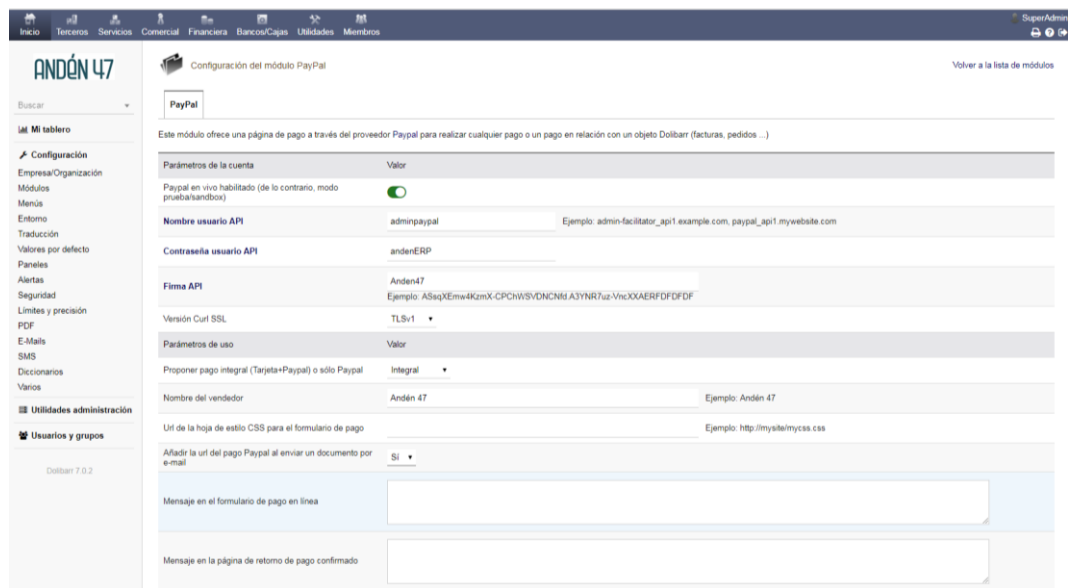 Inicio Terceros Servicios Comercial Financiera Bancos/Cajas Utilidades Miembros
SuperAdmin
ANDÉN 47
Configuración del módulo PayPal
Volver a la lista de módulos
Buscar
PayPal
Mi tablero
Este módulo ofrece una página de pago a través del proveedor Paypal para realizar cualquier pago o un pago en relación con un objeto Dolibarr (facturas, pedidos ...)
Configuración
Empresa/Organización
Módulos
Menús
Entorno
Traducción
Valores por defecto
Paneles
Alertas
Seguridad
Límites y precisión
PDF
E-Mails
SMS
Diccionarios
Varios
Utilidades administración
Usuarios y grupos
Dolibarr 7.0.2
Parámetros de la cuenta Valor
Paypal en vivo habilitado (de lo contrario, modo
prueba/sandbox)
Nombre usuario API adminpaypal Ejemplo: admin-facilitator_api1.example.com, paypal_api1.mywebsite.com
Contraseña usuario API andenERP
Firma API Anden47
Ejemplo: ASsqXEmw4KzmX-CPChWSVDNCNfd.A3YNR7uz-VncXXAERFDFDFDF
Versión Curl SSL TLSv1
Parámetros de uso Valor
Proponer pago integral (Tarjeta+Paypal) o sólo Paypal Integral
Nombre del vendedor Andén 47 Ejemplo: Andén 47
Url de la hoja de estilo CSS para el formulario de pago Ejemplo: http://mysite/mycss.css
Añadir la url del pago Paypal al enviar un documento por
e-mail Sí
Mensaje en el formulario de pago en línea
Mensaje en la página de retorno de pago confirmado